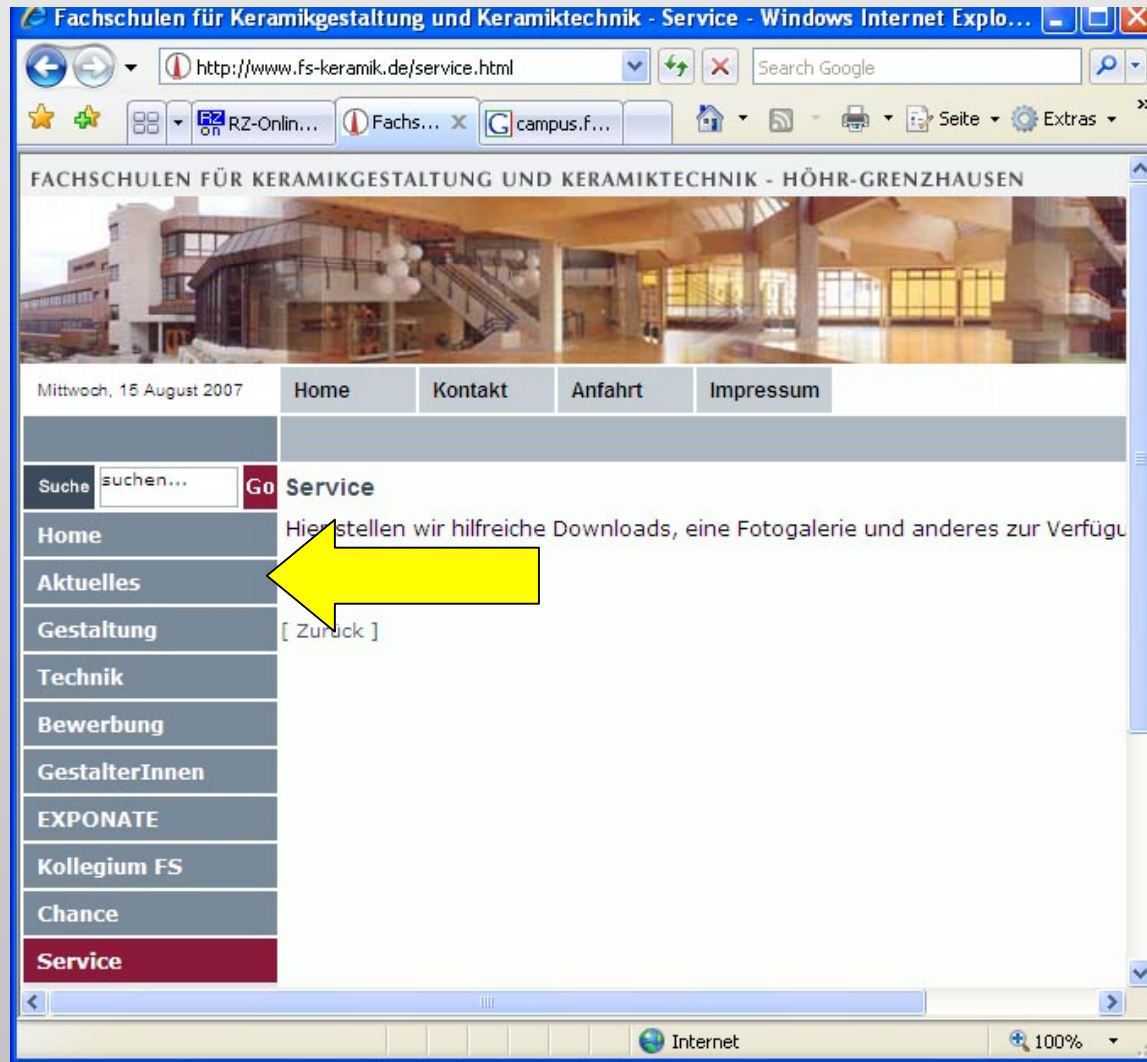 Fachschulen für Keramikgestaltung und Keramiktechnik - Service - Windows Internet Explo...
http://www.fs-keramik.de/service.html
Search Google
RZ-Onlin...
Fachs...
campus.f...
Seite
Extras
FACHSCHULEN FÜR KERAMIKGESTALTUNG UND KERAMIKTECHNIK - HÖHR-GRENZHAUSEN
Mittwoch, 15 August 2007
Home
Kontakt
Anfahrt
Impressum
Suche
suchen...
Go
Service
Hier stellen wir hilfreiche Downloads, eine Fotogalerie und anderes zur Verfügu
[ Zurück ]
Home
Aktuelles
Gestaltung
Technik
Bewerbung
GestalterInnen
EXPONATE
Kollegium FS
Chance
Service
Internet
100%